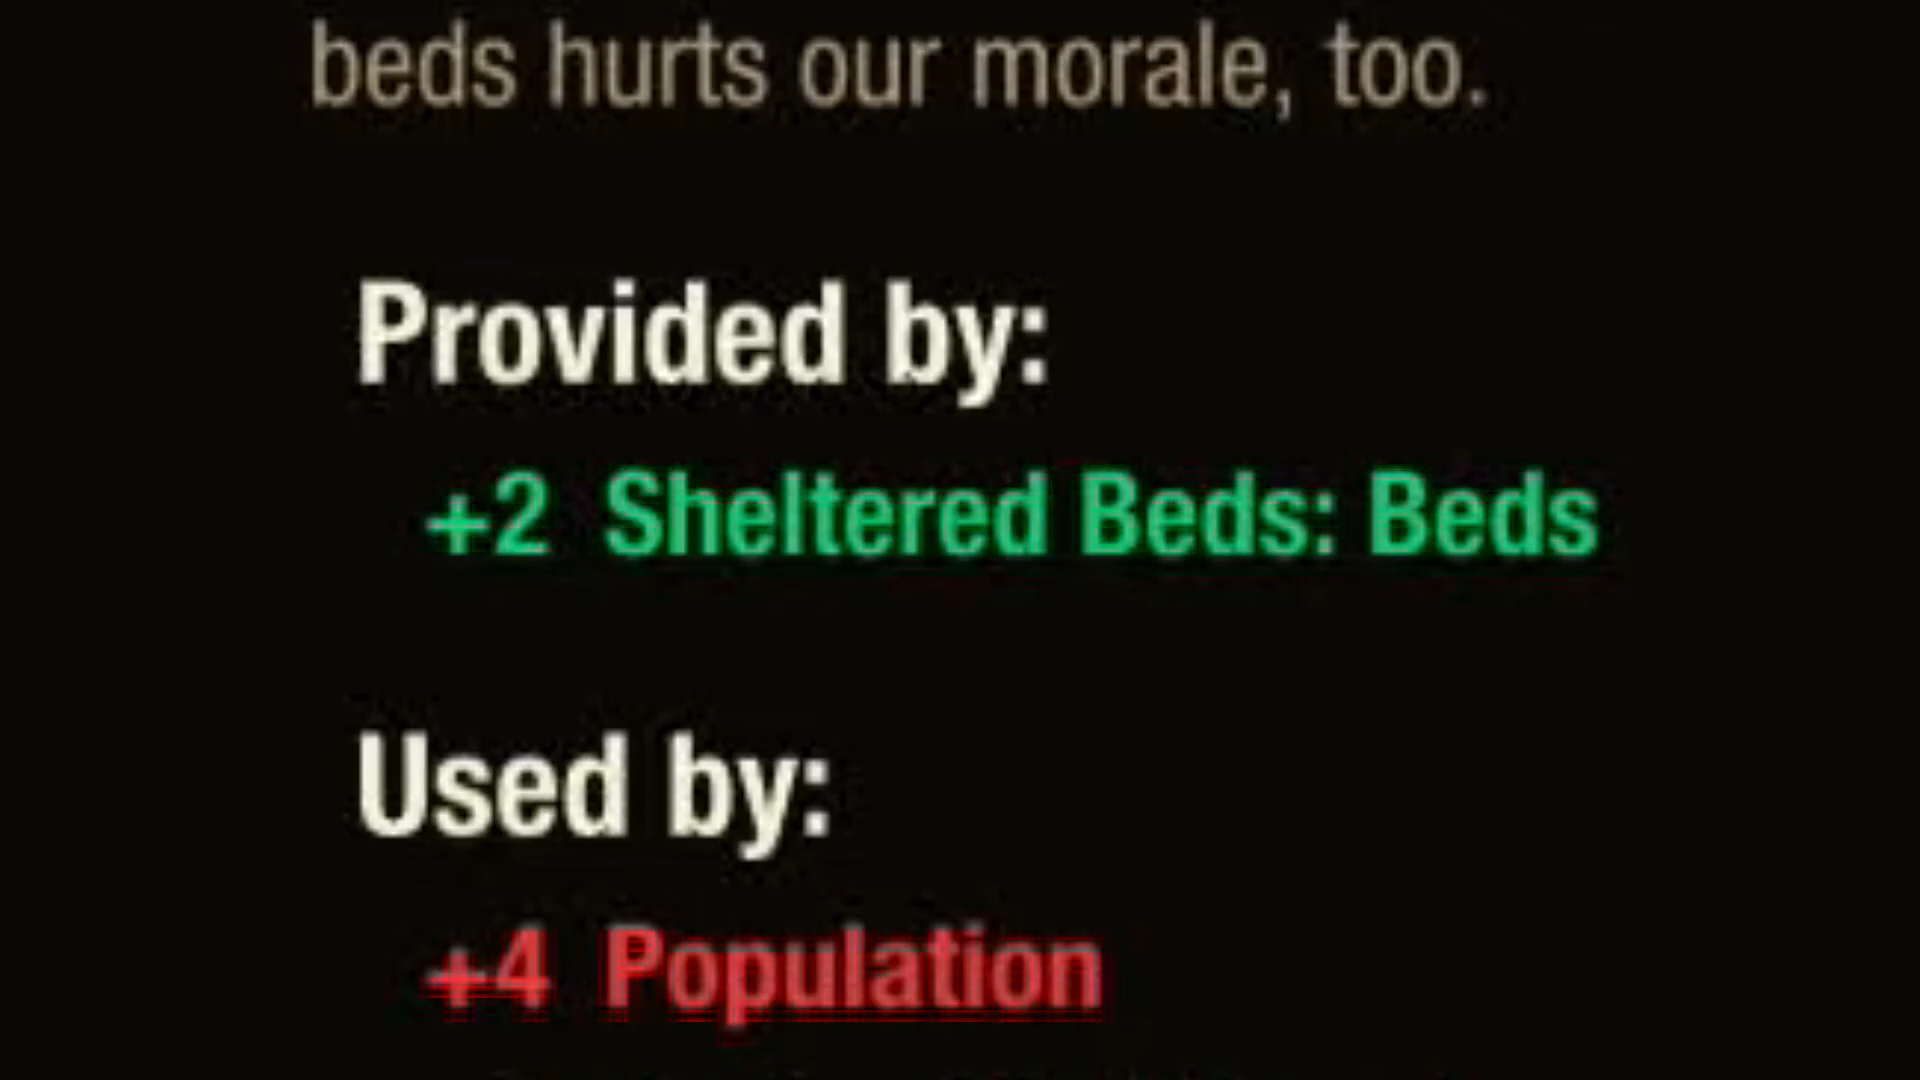 beds hurts our morale, too.
Provided by:
+2 Sheltered Beds: Beds
Used by:
+4 Population